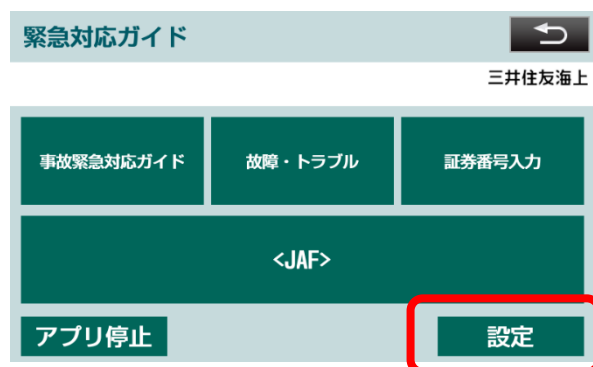 緊急対応ガイド
三井住友海上
事故緊急対応ガイド
故障・トラブル
証券番号入力
<JAF>
アプリ停止
設定